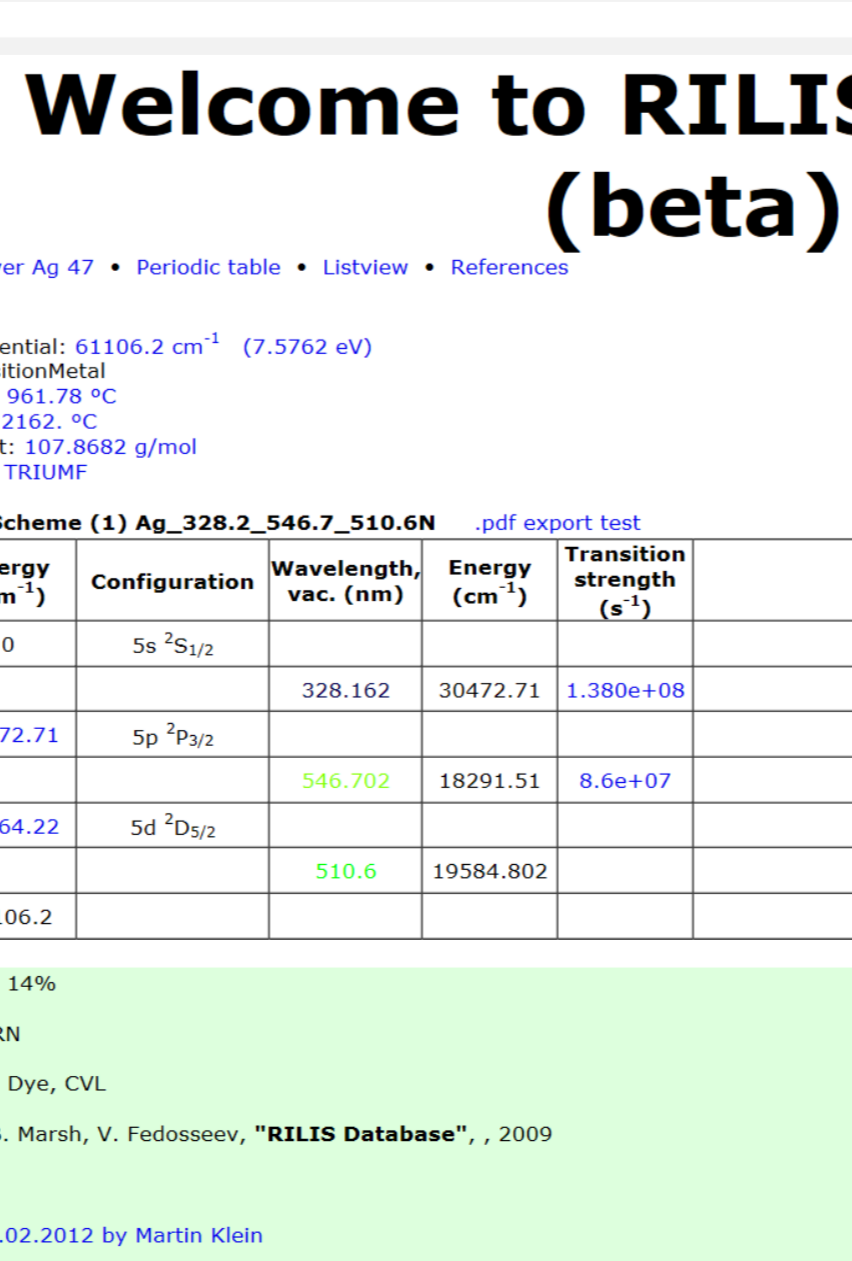 Welcome to RILIS
(beta)
er Ag 47 • Periodic table • Listview • References
ential: 61106.2 cm⁻¹ (7.5762 eV)
itionMetal
961.78 ºC
2162. ºC
t: 107.8682 g/mol
TRIUMF
Scheme (1) Ag_328.2_546.7_510.6N .pdf export test
ergy (cm⁻¹) Configuration Wavelength, vac. (nm) Energy (cm⁻¹) Transition strength (s⁻¹)
0 5s ²S1/2
328.162 30472.71 1.380e+08
72.71 5p ²P3/2
546.702 18291.51 8.6e+07
64.22 5d ²D5/2
510.6 19584.802
106.2
14%
RN
Dye, CVL
. Marsh, V. Fedosseev, "RILIS Database", , 2009
.02.2012 by Martin Klein